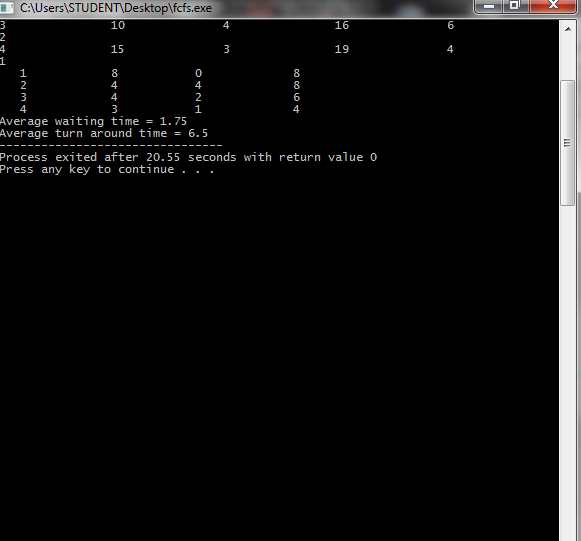 C:\Users\STUDENT\Desktop\fcfs.exe
3 10 4 16 6
2
4 15 3 19 4
1
1 8 0 8
2 4 4 8
3 4 2 6
4 3 1 4
Average waiting time = 1.75
Average turn around time = 6.5
--------------------------------
Process exited after 20.55 seconds with return value 0
Press any key to continue . . .